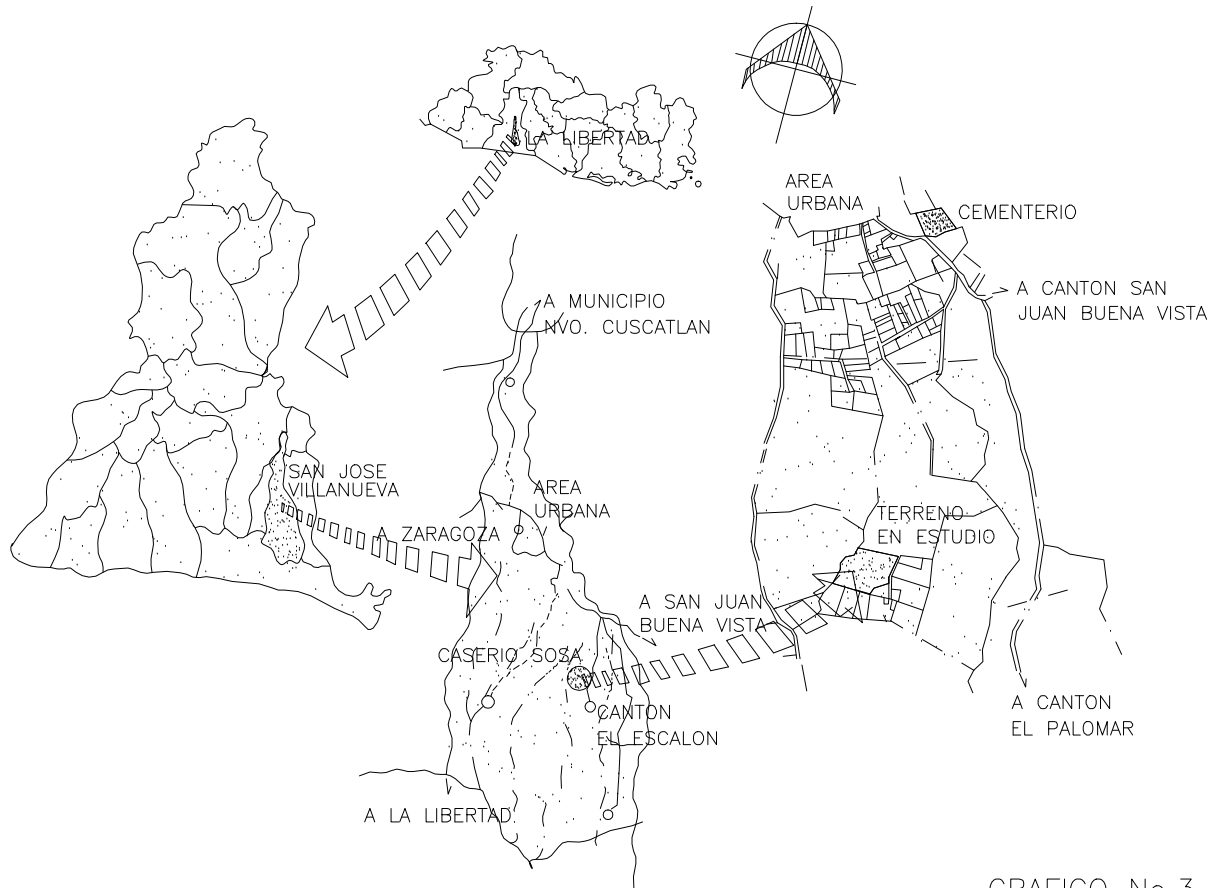 LA LIBERTAD
AREA
URBANA
CEMENTERIO
A CANTON SAN
JUAN BUENA VISTA
A MUNICIPIO
NVO. CUSCATLAN
SAN JOSE
VILLANUEVA
AREA
URBANA
A ZARAGOZA
TERRENO
EN ESTUDIO
A SAN JUAN
BUENA VISTA
CASERIO SOSA
CANTON
EL ESCALON
A CANTON
EL PALOMAR
A LA LIBERTAD
GRAFICO No 3